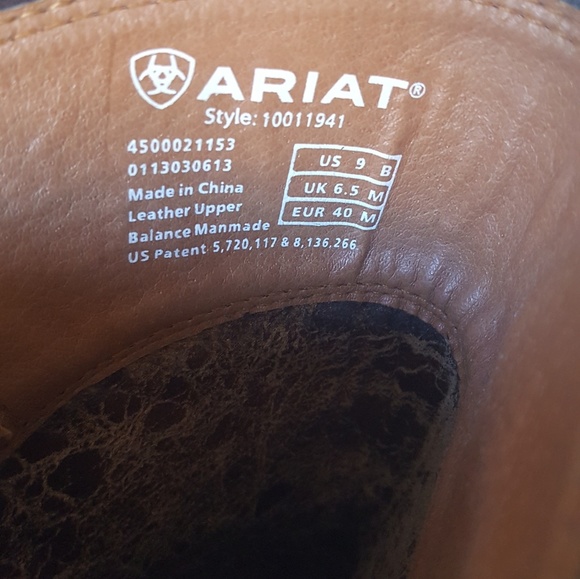 ARIAT®
Style: 10011941
4500021153
0113030613
Made in China
Leather Upper
Balance Manmade
US Patent 5,720,117 & 8,136,266
US 9 B
UK 6.5 M
EUR 40 M